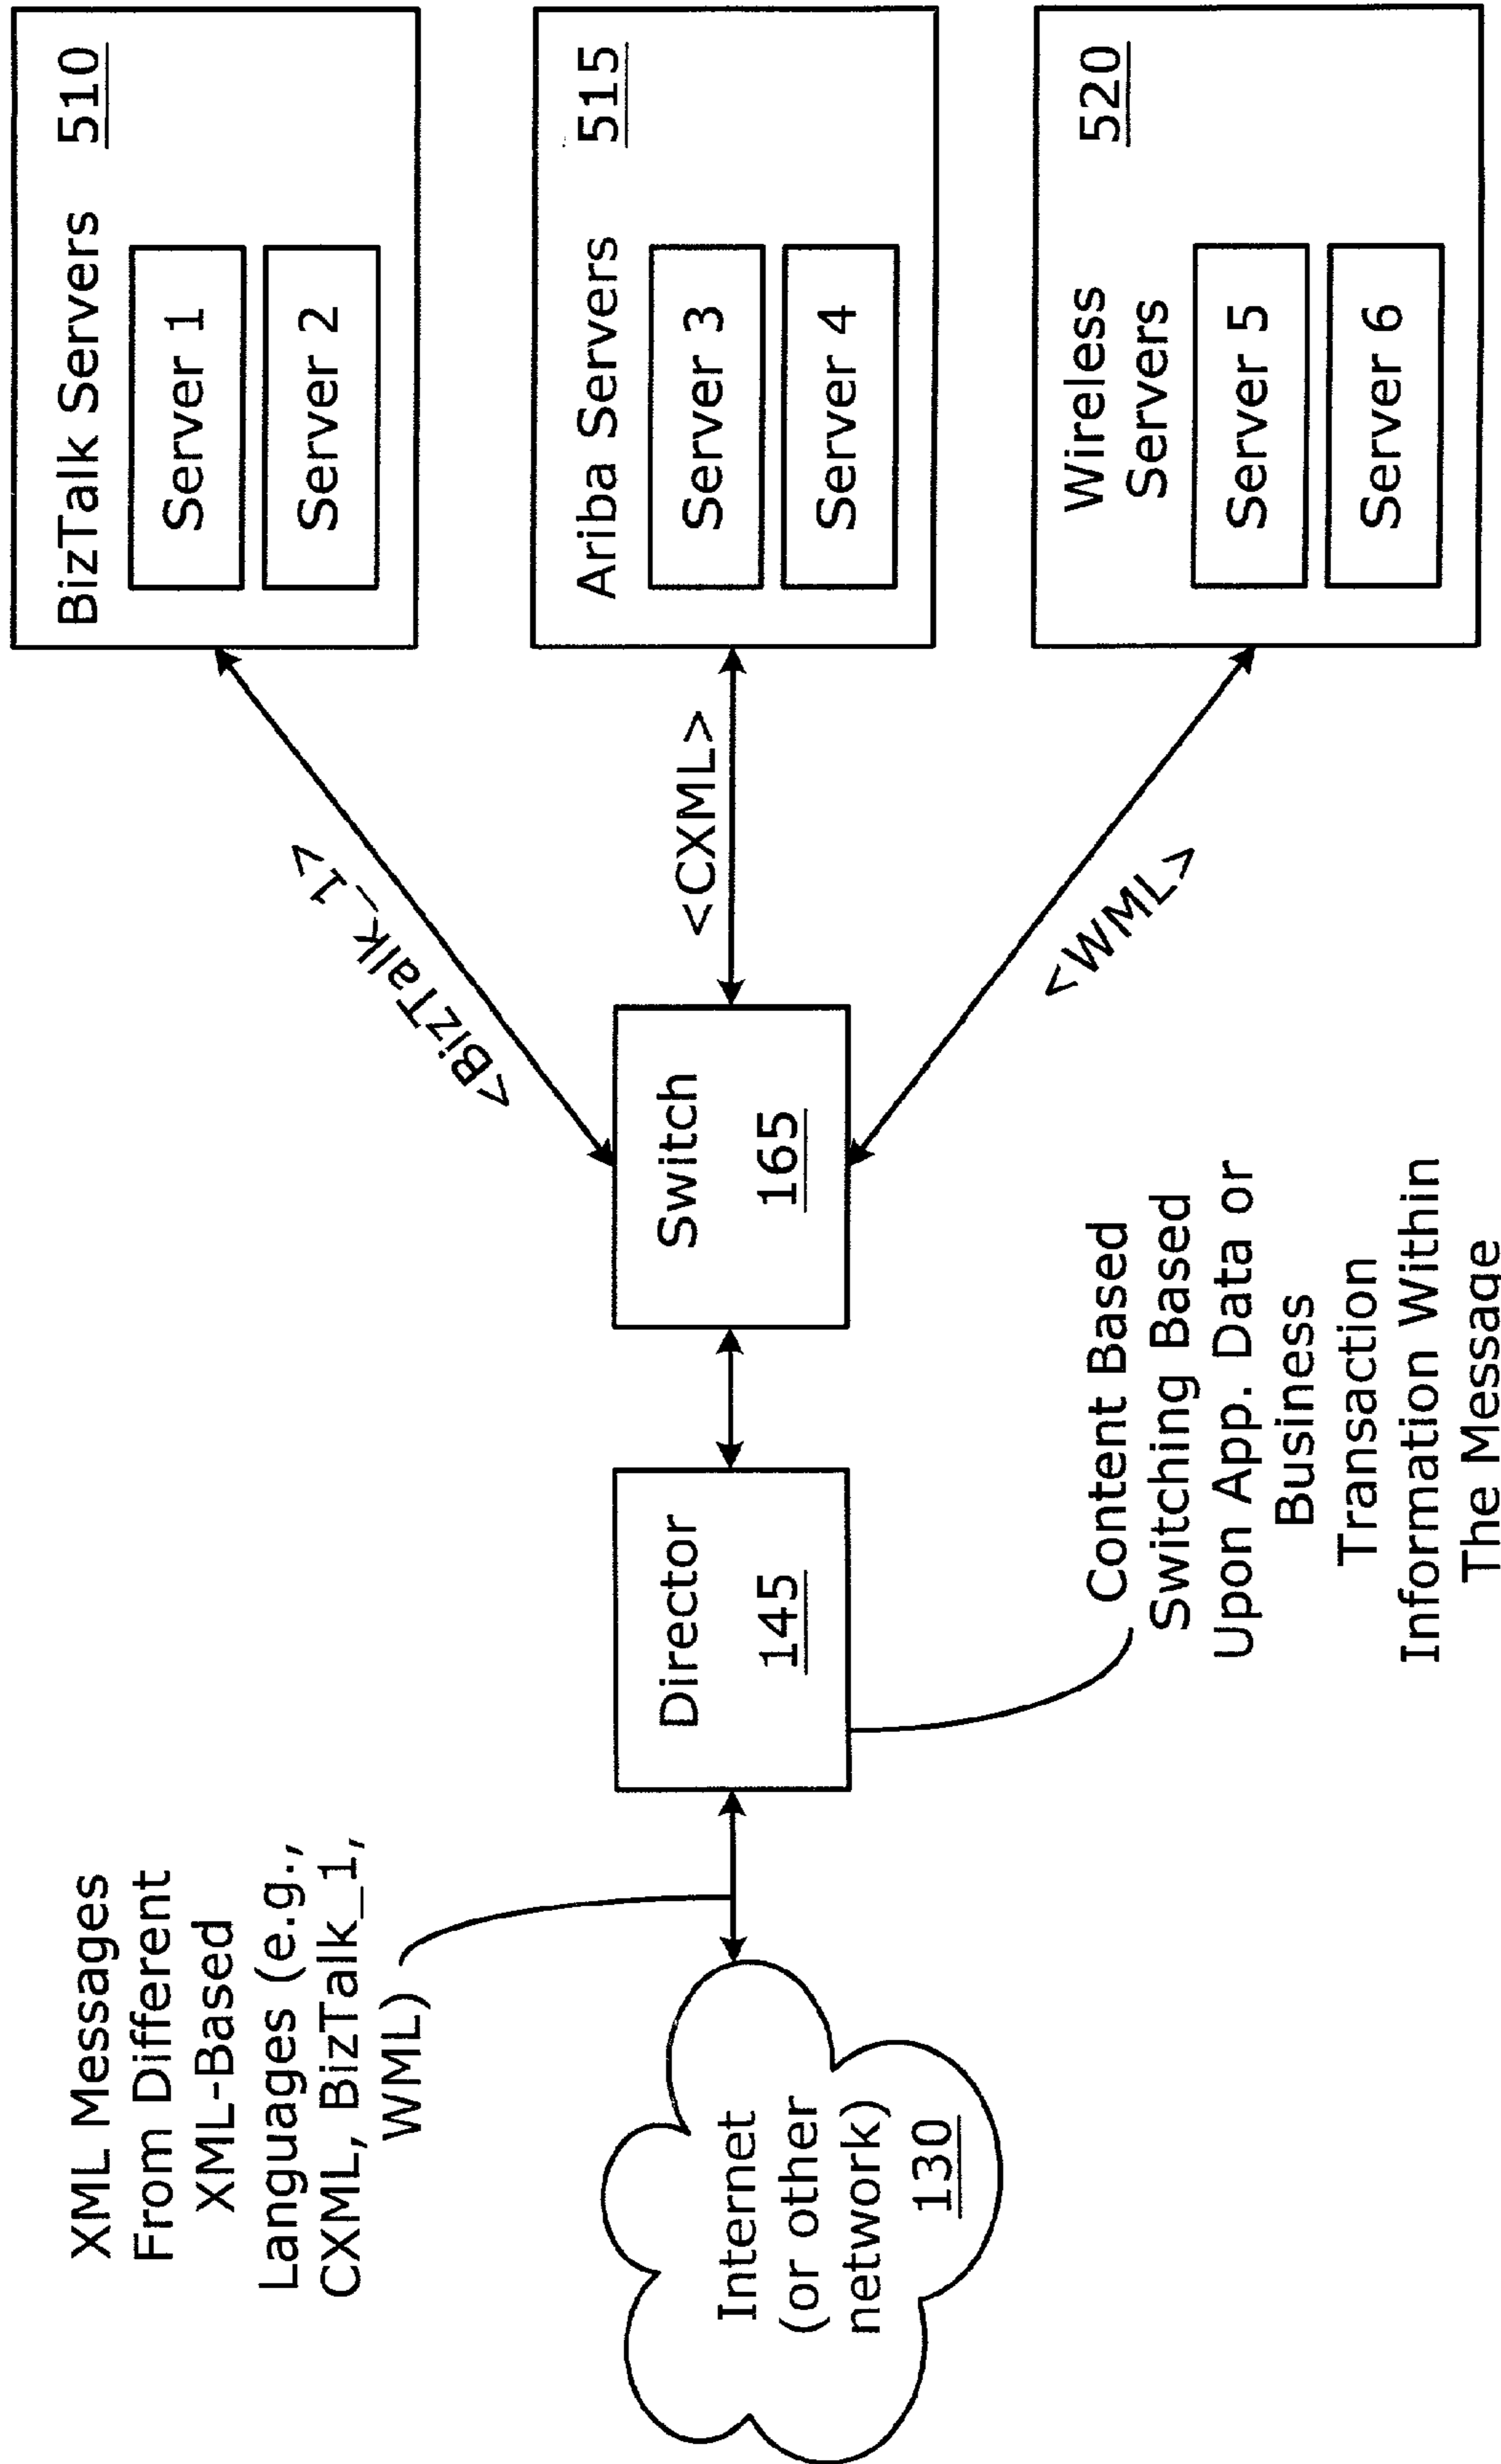 XML Messages
From Different
XML-Based
Languages (e.g.,
CXML, BizTalk_1,
WML)
Internet
(or other
network)
130
Director
145
Content Based
Switching Based
Upon App. Data or
Business
Transaction
Information Within
The Message
Switch
165
<BizTalk_1>
<CXML>
<WML>
BizTalk Servers 510
Server 1
Server 2
Ariba Servers 515
Server 3
Server 4
Wireless
Servers
520
Server 5
Server 6